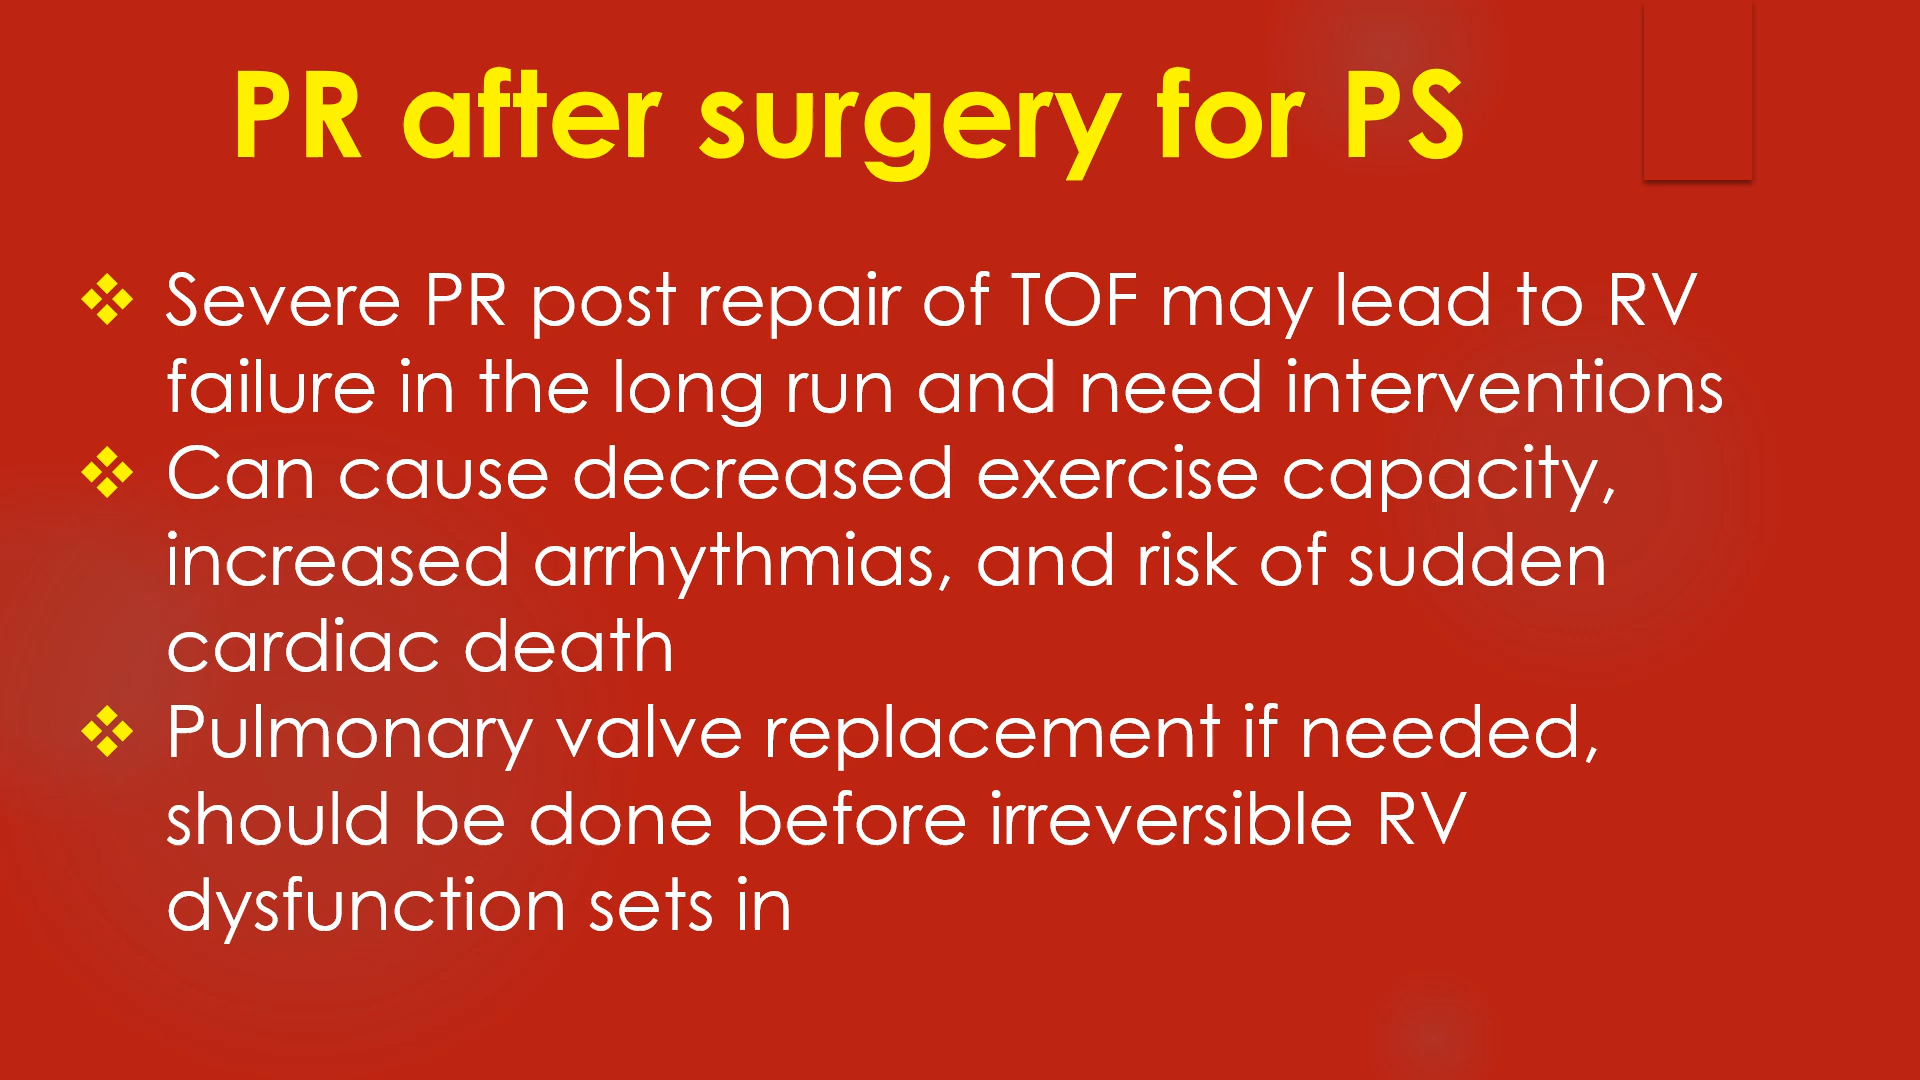 PR after surgery for PS
❖ Severe PR post repair of TOF may lead to RV
failure in the long run and need interventions
❖ Can cause decreased exercise capacity,
increased arrhythmias, and risk of sudden
cardiac death
❖ Pulmonary valve replacement if needed,
should be done before irreversible RV
dysfunction sets in